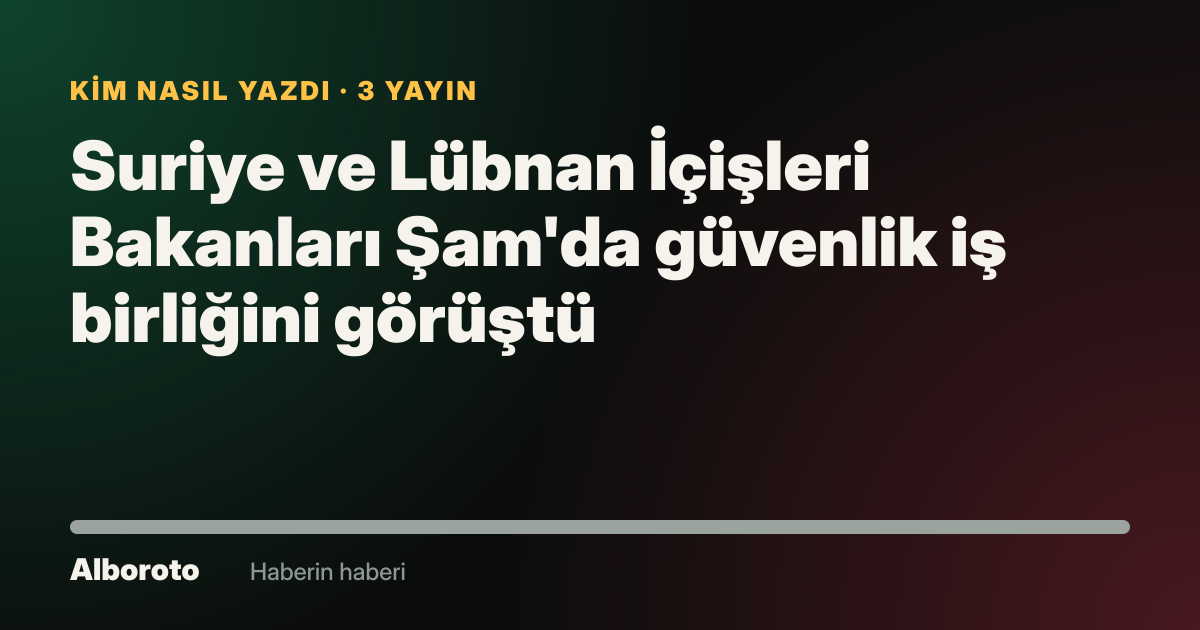 KİM NASIL YAZDI · 3 YAYIN
Suriye ve Lübnan İçişleri
Bakanları Şam'da güvenlik iş
birliğini görüştü
Alboroto
Haberin haberi